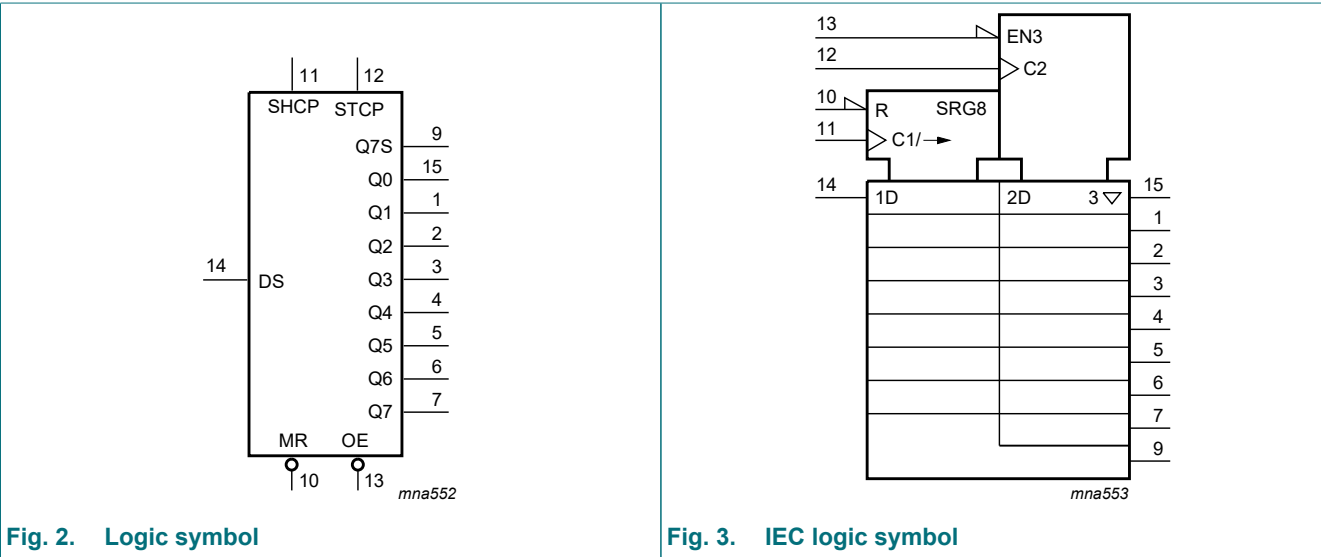 11 12
SHCP STCP
Q7S 9
Q0 15
Q1 1
Q2 2
Q3 3
14 DS
Q4 4
Q5 5
Q6 6
Q7 7
MR OE
10 13
mna552
Fig. 2. Logic symbol
13 EN3
12 C2
10 R SRG8
11 C1/→
14 1D 2D 3▽ 15
1
2
3
4
5
6
7
9
mna553
Fig. 3. IEC logic symbol